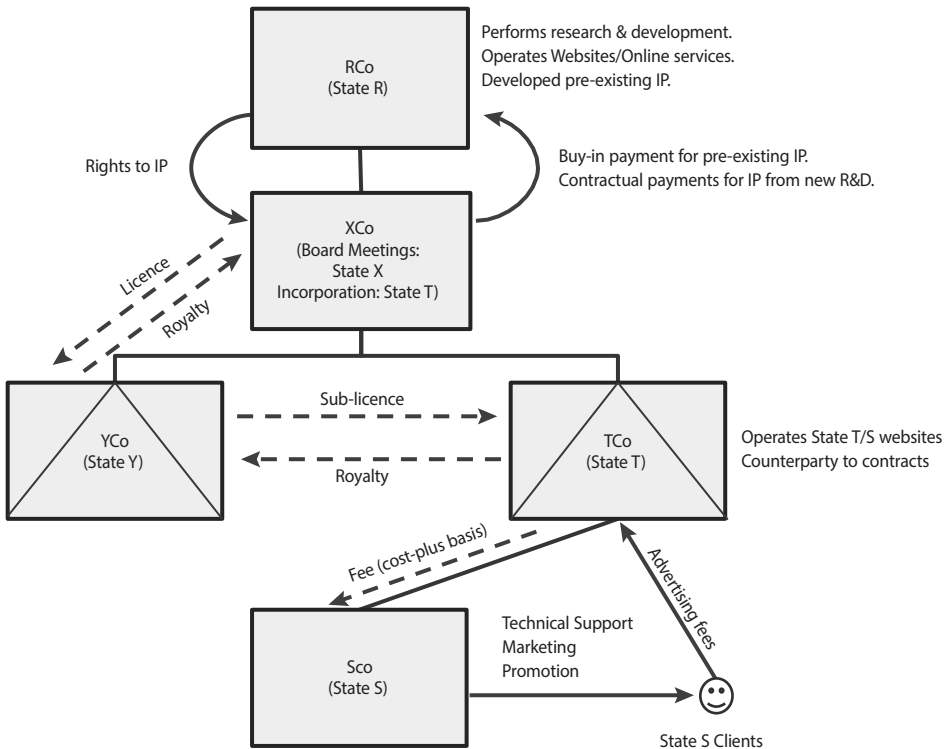 RCo
(State R)
Performs research & development.
Operates Websites/Online services.
Developed pre-existing IP.
Rights to IP
Buy-in payment for pre-existing IP.
Contractual payments for IP from new R&D.
XCo
(Board Meetings:
State X
Incorporation: State T)
Licence
Royalty
YCo
(State Y)
Sub-licence
Royalty
TCo
(State T)
Operates State T/S websites
Counterparty to contracts
Fee (cost-plus basis)
Advertising fees
Sco
(State S)
Technical Support
Marketing
Promotion
State S Clients